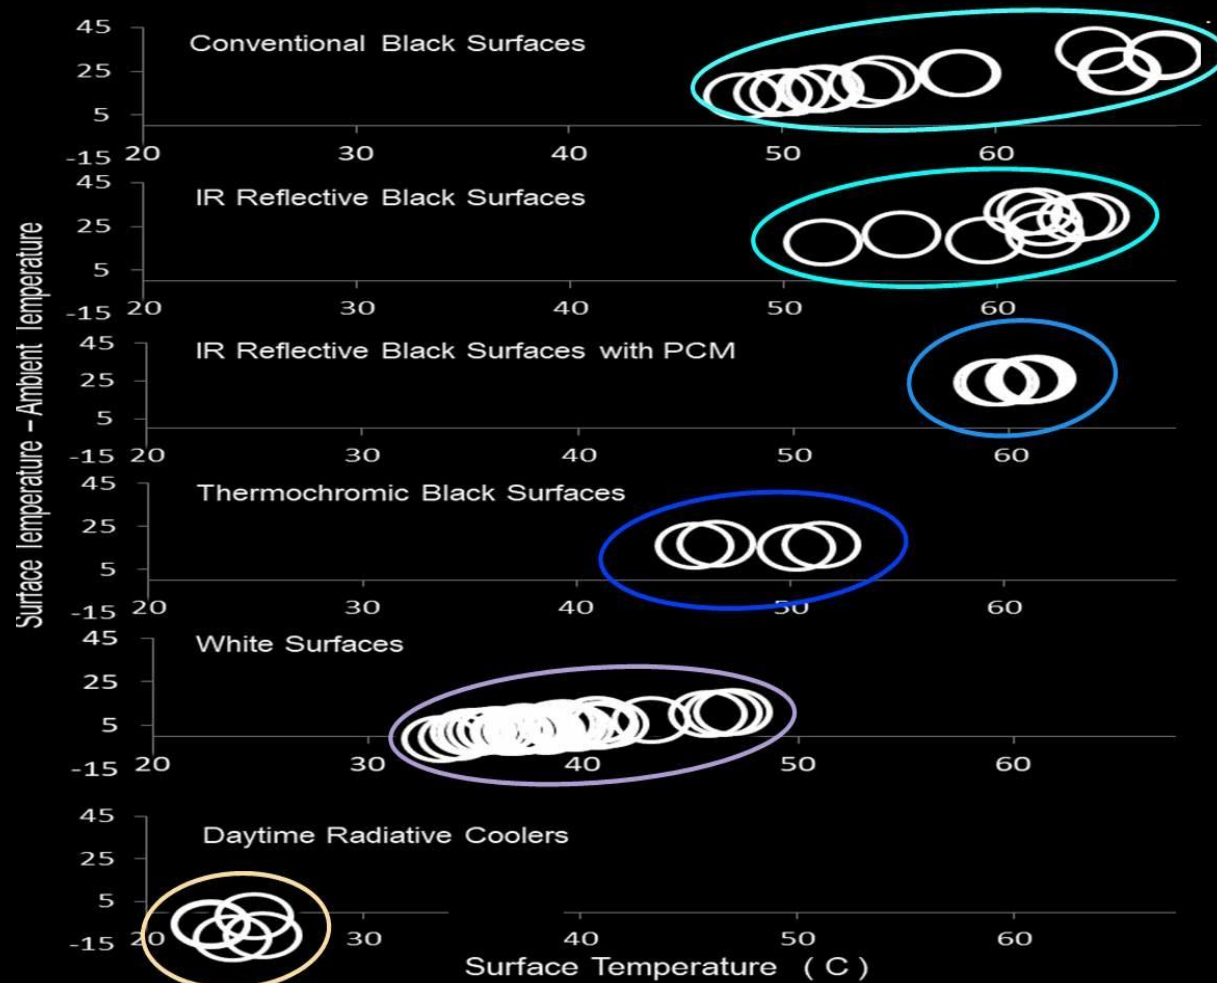 45
Conventional Black Surfaces
25
5
-15 20 30 40 50 60
45
IR Reflective Black Surfaces
25
5
-15 20 30 40 50 60
45
IR Reflective Black Surfaces with PCM
25
5
-15 20 30 40 50 60
45
Thermochromic Black Surfaces
25
5
-15 20 30 40 50 60
45
White Surfaces
25
5
-15 20 30 40 50 60
45
Daytime Radiative Coolers
25
5
-15 20 30 40 50 60
Surface Temperature ( C )
Surface Temperature – Ambient Temperature